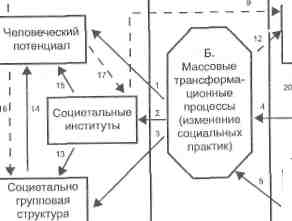 Человеческий
потенциал
9
12
Б.
Массовые
трансформа-
ционные
процессы
(изменение
социальных
практик)
17
15
1
20
Социетальные
институты
2
4
16
14
13
3
5
Социетально
групповая
структура